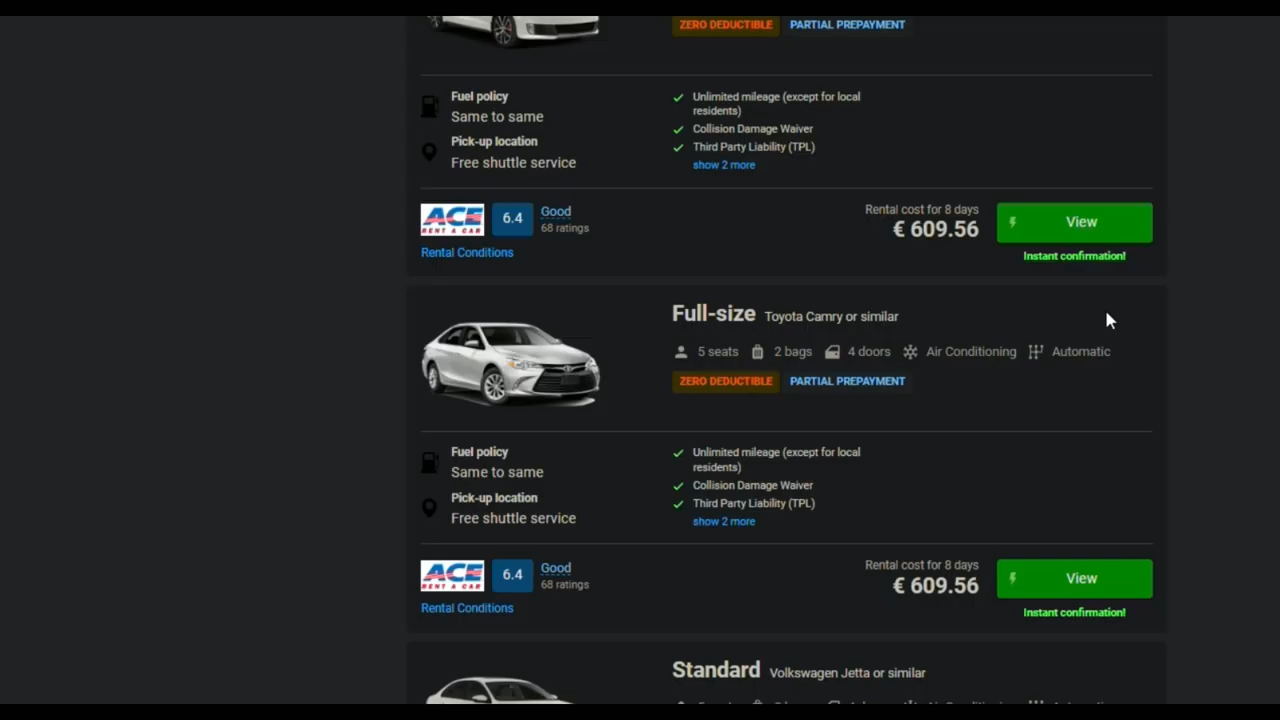 ZERO DEDUCTIBLE PARTIAL PREPAYMENT
Fuel policy
Same to same
Pick-up location
Free shuttle service
Unlimited mileage (except for local
residents)
Collision Damage Waiver
Third Party Liability (TPL)
show 2 more
ACE
RENT A CAR
6.4
Good
68 ratings
Rental Conditions
Rental cost for 8 days
€ 609.56
View
Instant confirmation!
Full-size Toyota Camry or similar
5 seats 2 bags 4 doors Air Conditioning Automatic
ZERO DEDUCTIBLE PARTIAL PREPAYMENT
Fuel policy
Same to same
Pick-up location
Free shuttle service
Unlimited mileage (except for local
residents)
Collision Damage Waiver
Third Party Liability (TPL)
show 2 more
ACE
RENT A CAR
6.4
Good
68 ratings
Rental Conditions
Rental cost for 8 days
€ 609.56
View
Instant confirmation!
Standard Volkswagen Jetta or similar